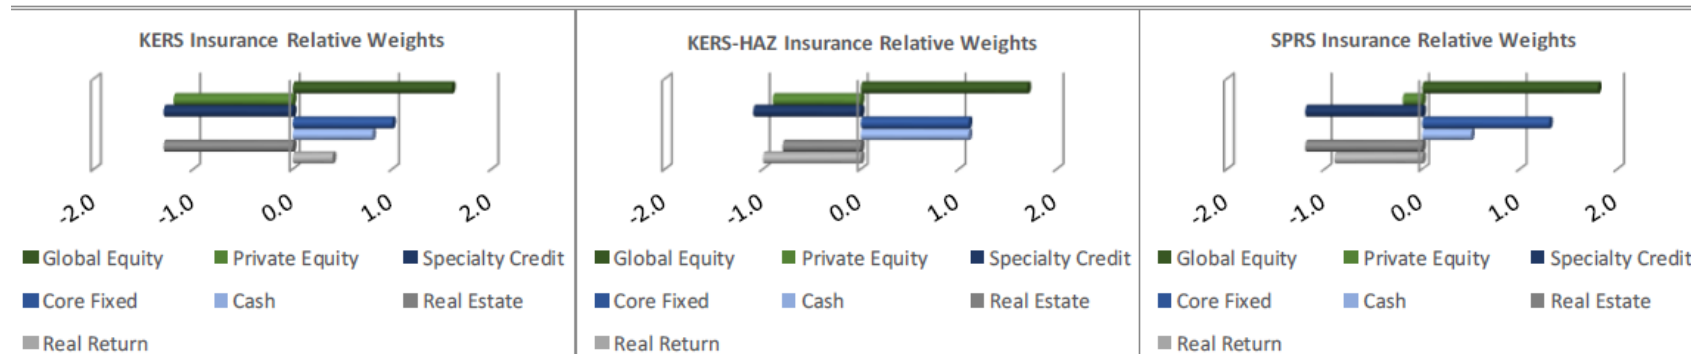 KERS Insurance Relative Weights
-2.0 -1.0 0.0 1.0 2.0
Global Equity Private Equity Specialty Credit
Core Fixed Cash Real Estate
Real Return
KERS-HAZ Insurance Relative Weights
-2.0 -1.0 0.0 1.0 2.0
Global Equity Private Equity Specialty Credit
Core Fixed Cash Real Estate
Real Return
SPRS Insurance Relative Weights
-2.0 -1.0 0.0 1.0 2.0
Global Equity Private Equity Specialty Credit
Core Fixed Cash Real Estate
Real Return